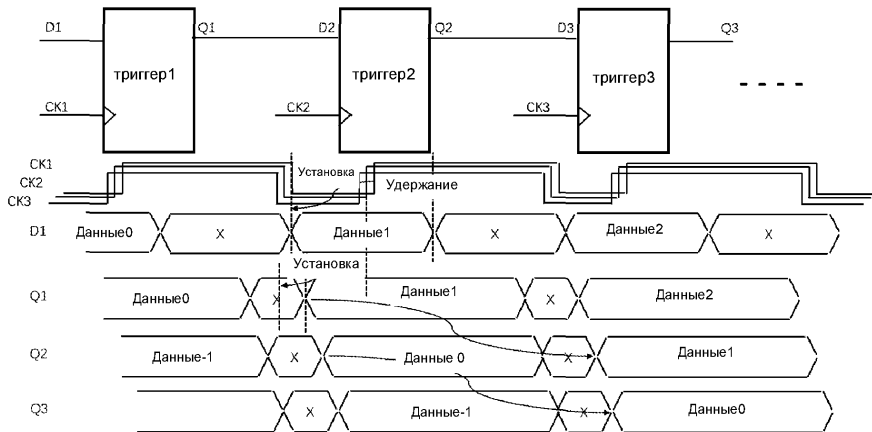 D1 Q1 D2 Q2 D3 Q3
триггер1 триггер2 триггер3
CK1 CK2 CK3
CK1
CK2
CK3
Установка
Удержание
D1 Данные0 X Данные1 X Данные2 X
Установка
Q1 Данные0 X Данные1 X Данные2
Q2 Данные-1 X Данные 0 X Данные1
Q3 X Данные-1 X Данные0